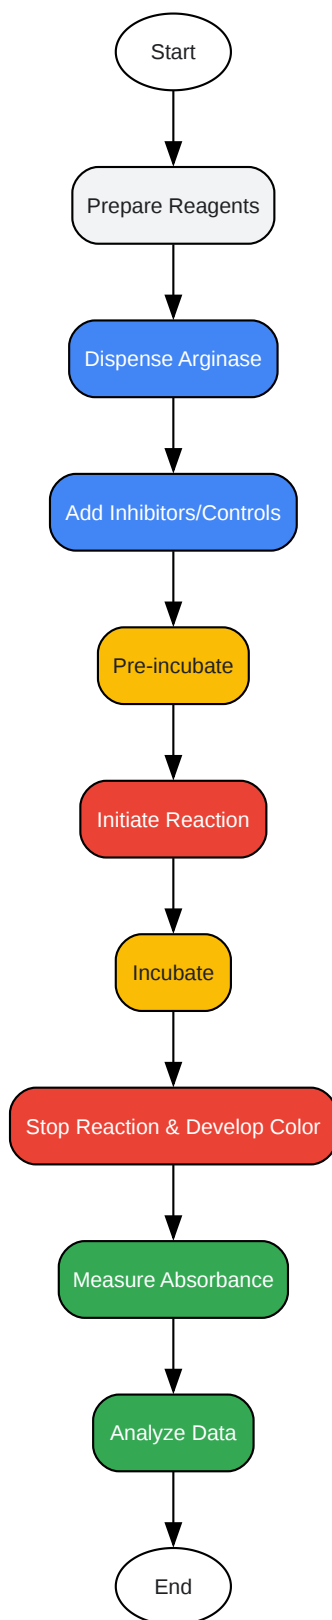 Start
Prepare Reagents
Dispense Arginase
Add Inhibitors/Controls
Pre-incubate
Initiate Reaction
Incubate
Stop Reaction & Develop Color
Measure Absorbance
Analyze Data
End